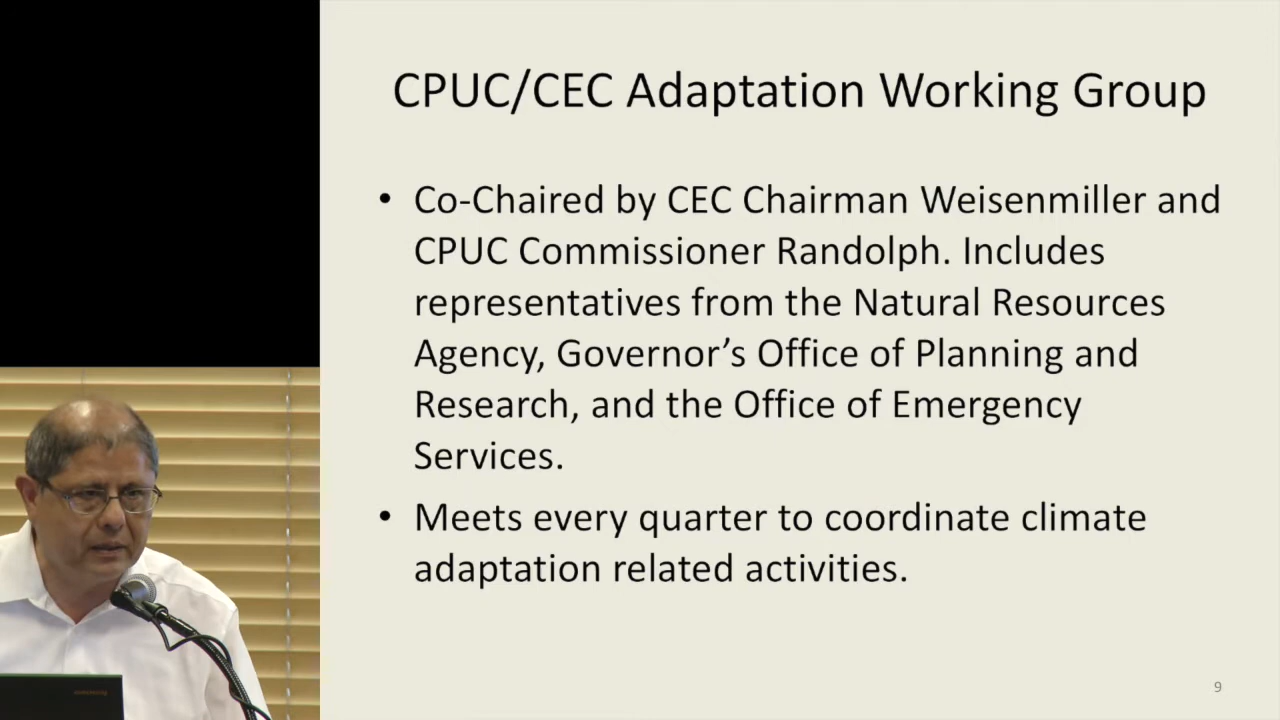 CPUC/CEC Adaptation Working Group
• Co-Chaired by CEC Chairman Weisenmiller and
CPUC Commissioner Randolph. Includes
representatives from the Natural Resources
Agency, Governor’s Office of Planning and
Research, and the Office of Emergency
Services.
• Meets every quarter to coordinate climate
adaptation related activities.
9